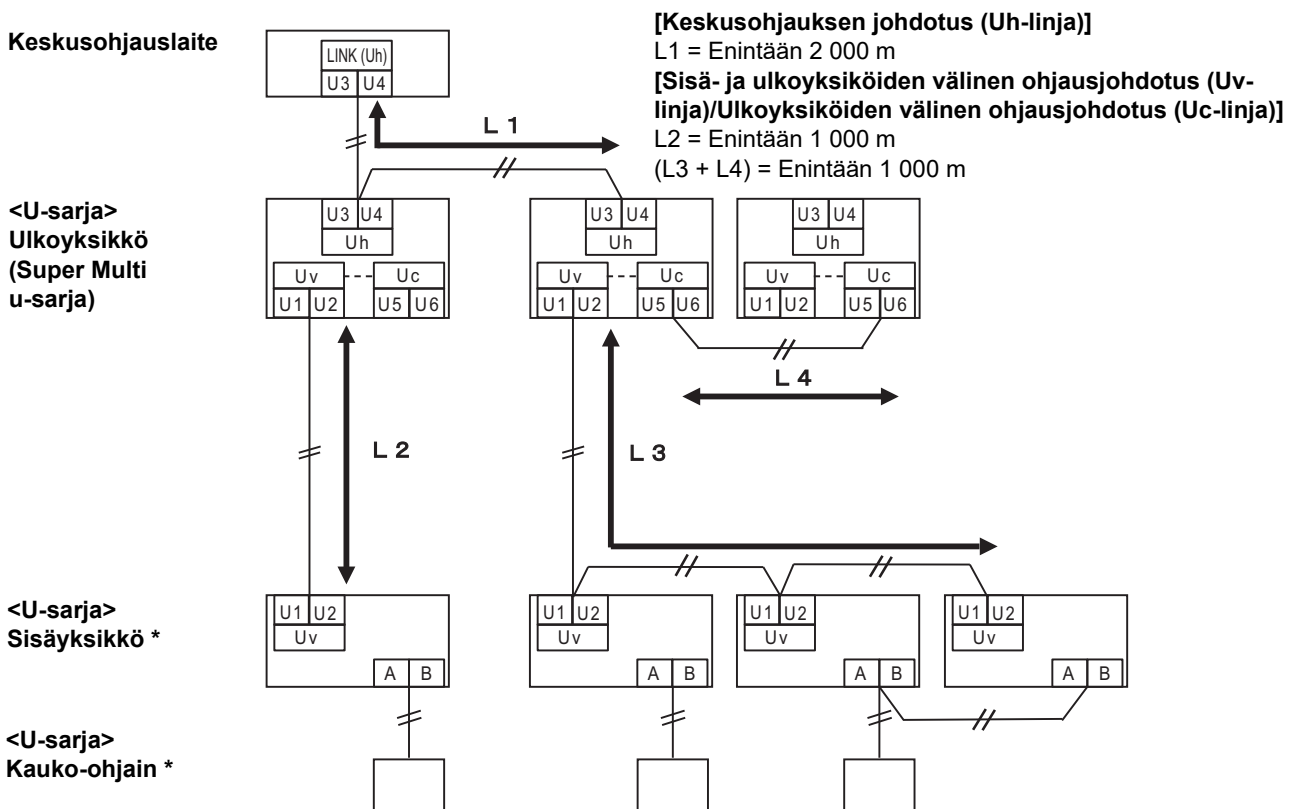 Keskusohjauslaite
LINK (Uh)
U3 U4
L 1
[Keskusohjauksen johdotus (Uh-linja)]
L1 = Enintään 2 000 m
[Sisä- ja ulkoyksiköiden välinen ohjausjohdotus (Uv-
linja)/Ulkoyksiköiden välinen ohjausjohdotus (Uc-linja)]
L2 = Enintään 1 000 m
(L3 + L4) = Enintään 1 000 m
<U-sarja>
Ulkoyksikkö
(Super Multi
u-sarja)
U3 U4
Uh
Uv Uc
U1 U2 U5 U6
U3 U4
Uh
Uv Uc
U1 U2 U5 U6
U3 U4
Uh
Uv Uc
U1 U2 U5 U6
L 4
L 2
L 3
<U-sarja>
Sisäyksikkö *
U1 U2
Uv
A B
U1 U2
Uv
A B
U1 U2
Uv
A B
U1 U2
Uv
A B
<U-sarja>
Kauko-ohjain *